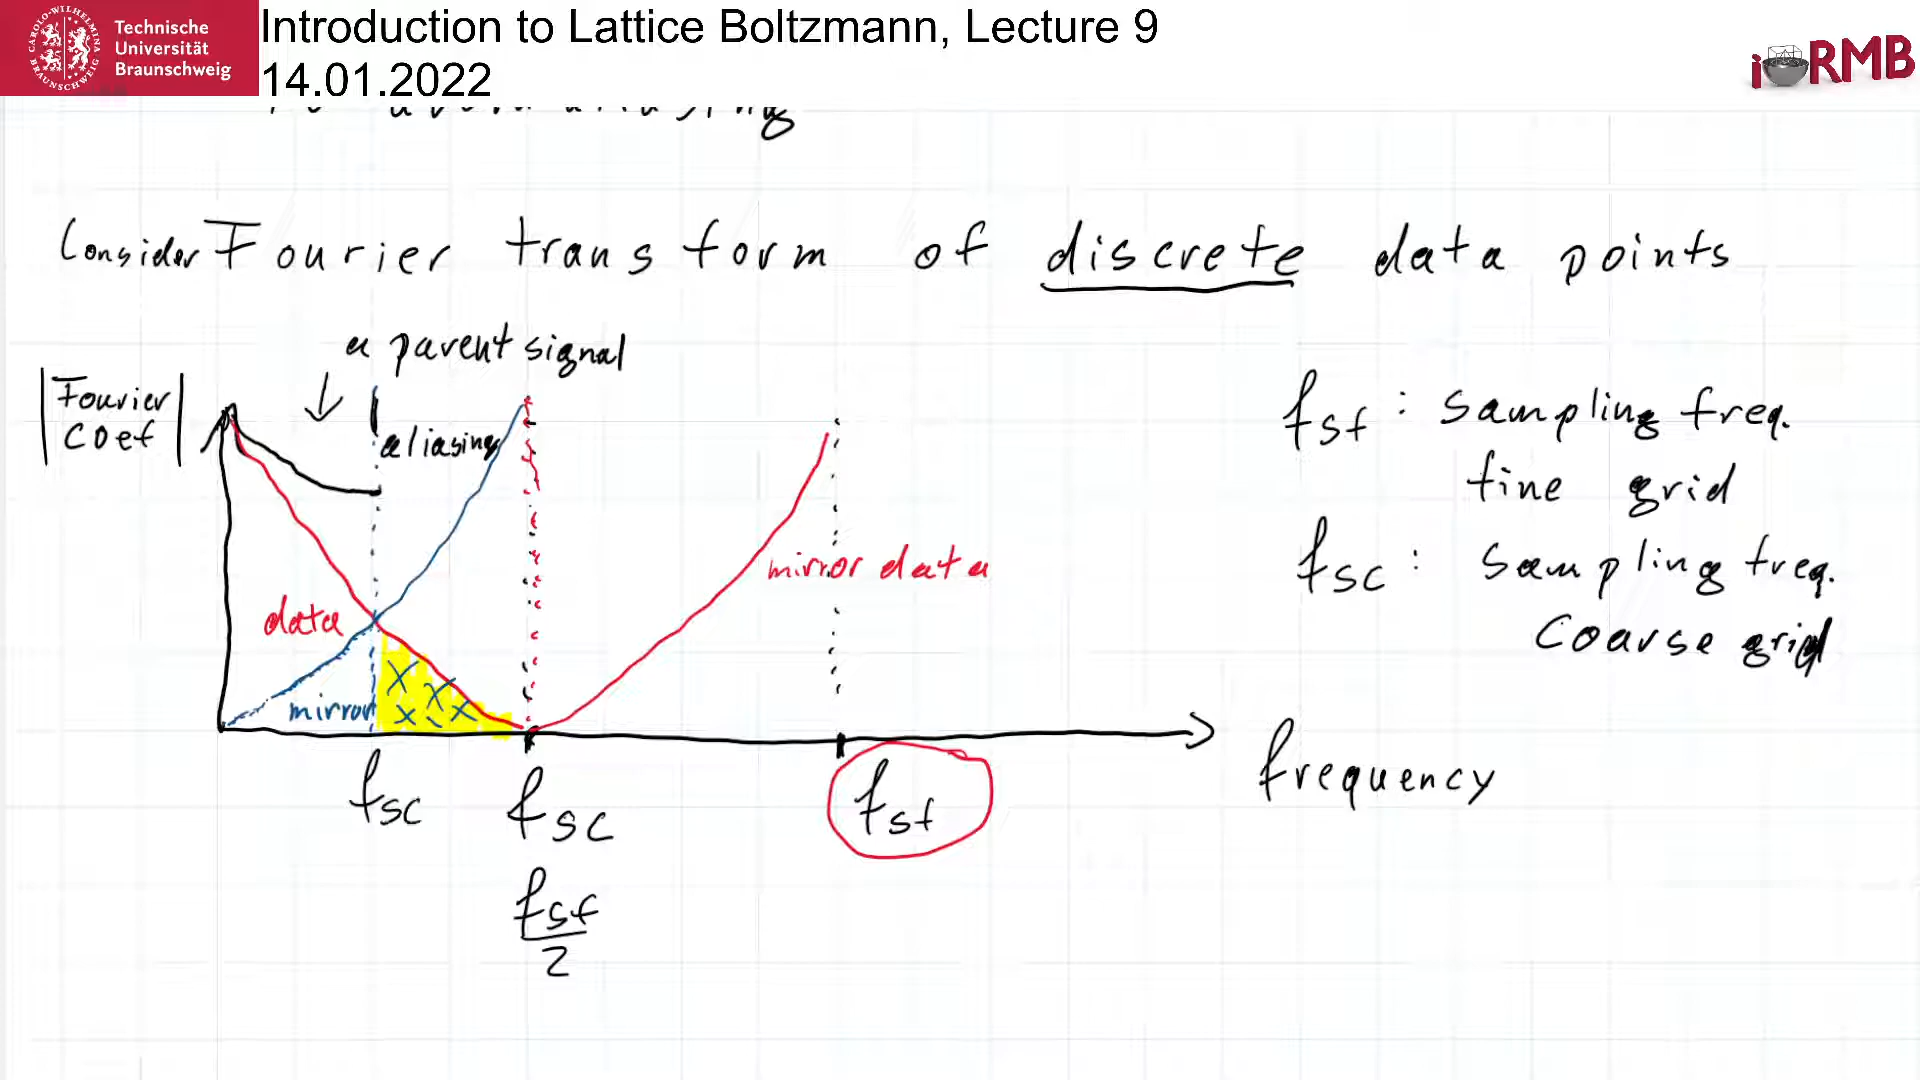 Technische
Universität
Braunschweig
Introduction to Lattice Boltzmann, Lecture 9
14.01.2022
iRMB
Consider Fourier transform of discrete data points
a parent signal
|Fourier
Coef|
aliasing
data
mirror
mirror data
fsf : sampling freq.
fine grid
fsc : sampling freq.
Coarse grid
fsc
fsc
fsf
frequency
fsf
2